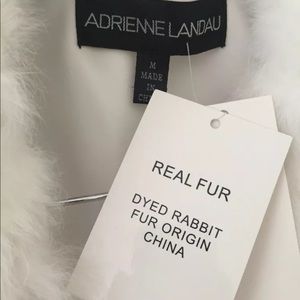 ADRIENNE LANDAU
M
MADE
IN
REAL FUR
DYED RABBIT
FUR ORIGIN
CHINA